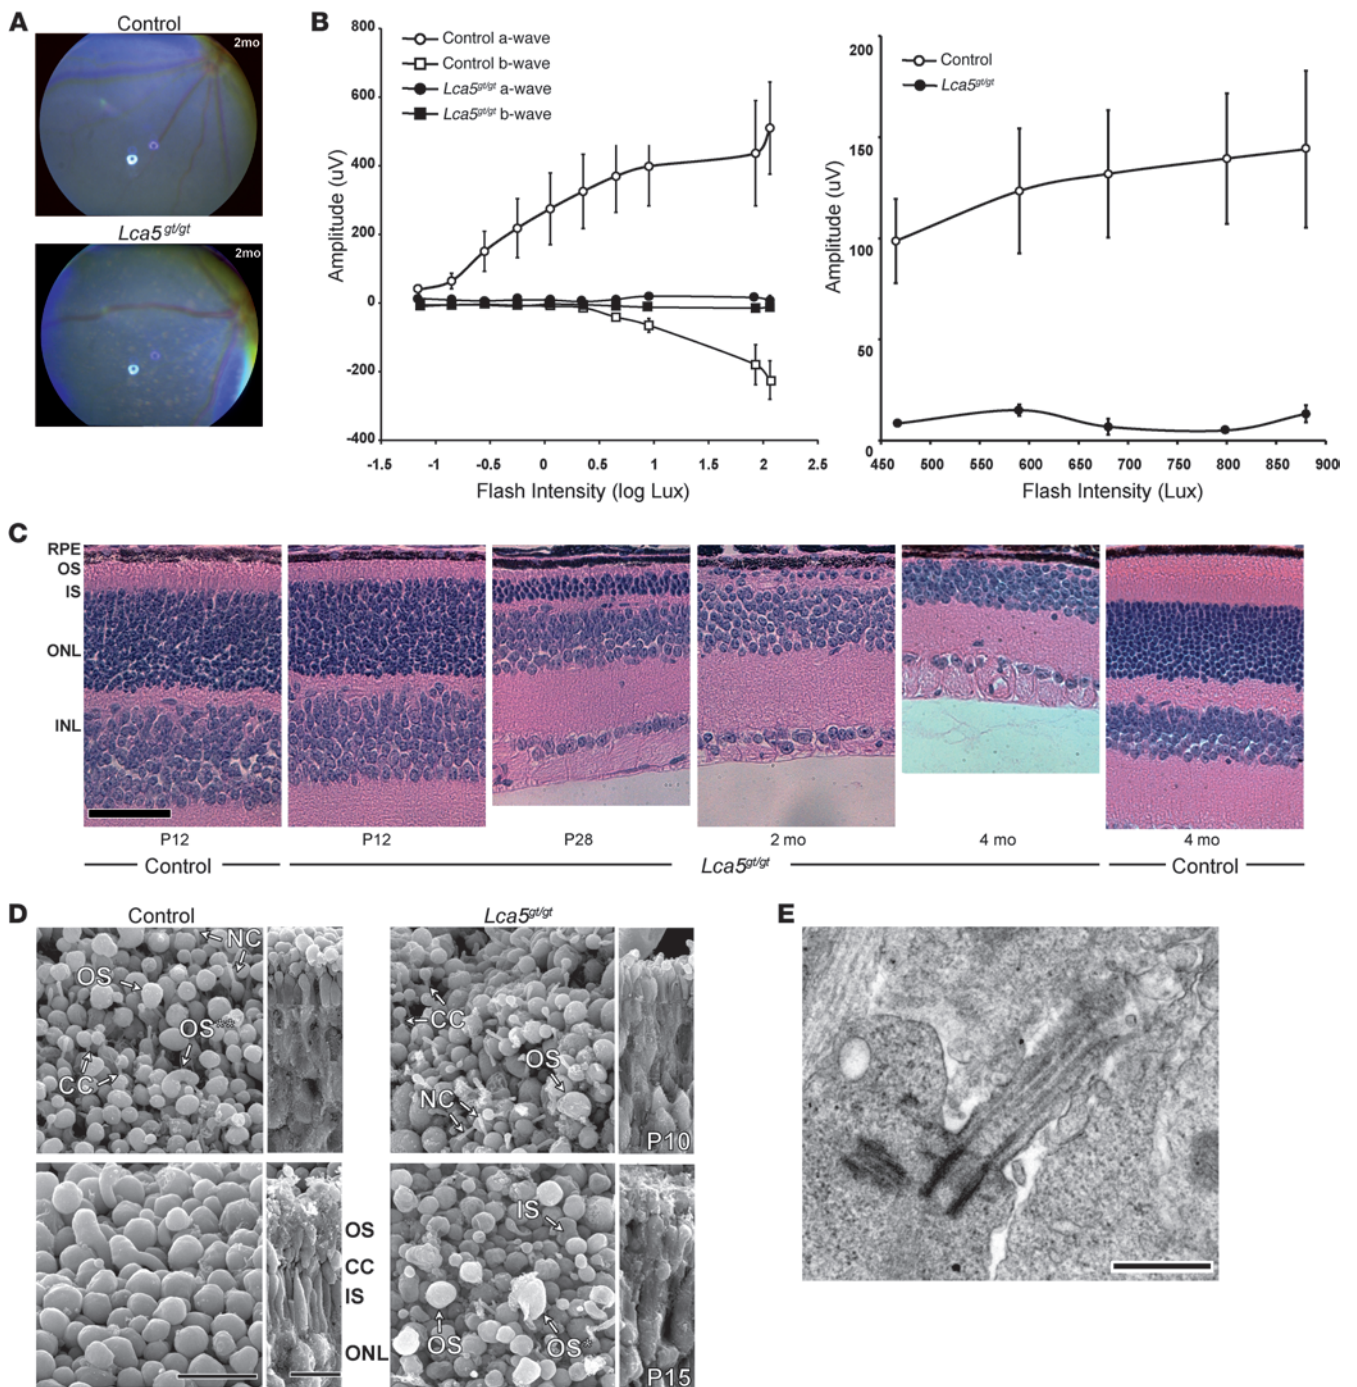 A
Control
2mo
Lca5 gt/gt
2mo
B
800
600
400
200
0
-200
-400
Amplitude (uV)
Control a-wave
Control b-wave
Lca5gt/gt a-wave
Lca5gt/gt b-wave
-1.5 -1 -0.5 0 0.5 1 1.5 2 2.5
Flash Intensity (log Lux)
200
150
100
50
0
Amplitude (uV)
Control
Lca5gt/gt
450 500 550 600 650 700 750 800 850 900
Flash Intensity (Lux)
C
RPE
OS
IS
ONL
INL
P12 P12 P28 2 mo 4 mo 4 mo
Control Lca5gt/gt Control
D
Control
NC
OS
OS**
CC
Lca5gt/gt
CC
OS
NC
P10
OS
CC
IS
ONL
IS
OS
OS*
P15
E